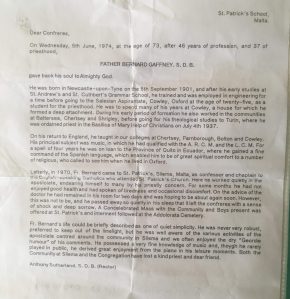 St. Patrick's School,
Malta.
Dear Confreres,
On Wednesday, 5th June, 1974, at the age of 73, after 46 years of profession, and 37 of
priesthood,
FATHER BERNARD GAFFNEY, S. D. B.
gave back his soul to Almighty God.
He was born in Newcastle-upon-Tyne on the 8th September 1901, and after his early studies at
St. Andrew's and St. Cuthbert's Grammar School, he trained and was employed in engineering for
a time before going to the Salesian Aspirantate, Cowley, Oxford at the age of twenty-five, as a
student for the priesthood. He was to spend many of his years at Cowley, a house for which he
formed a deep attachment. During his early period of formation he also worked in the communities
at Battersea, Chertsey and Shipley, before going for his theological studies to Turin, where he
was ordained priest in the Basilica of Mary Help of Christians on July 4th 1937.
On his return to England, he taught in our colleges at Chertsey, Farnborough, Bolton and Cowley.
His principal subject was music, in which he had qualified with the A. R. C. M. and the L. C. M. For
a spell of four years he was on loan to the Province of Quito in Ecuador, where he gained a fine
command of the Spanish language, which enabled him to be of great spiritual comfort to a number
of religious, who called to see him when he lived in Oxford.
Latterly, in 1970, Fr. Bernard came to St. Patrick's, Sliema, Malta, as confessor and chaplain to
the English-speaking who attended St. Patrick's Church. Here he worked quietly in the
apostolate, endearing himself to many by his priestly concern. For some months he had not
enjoyed good health and had spoken of tiredness and occasional discomfort. On the advice of the
doctor he had rested in his room for two days and was hoping to be about again soon. However,
this was not to be, and he passed away quietly in his sleep that it left the confreres with a sense
of shock and deep sorrow. A Concelebrated Mass with the Community and Boys present was
offered at St. Patrick's and interment followed at the Addolorata Cemetery.
Fr. Bernard's life could be briefly described as one of quiet simplicity. He was never very robust,
preferred to keep out of the limelight, but he was well aware of the various activities of the
apostolate centred around the community in Sliema and we often enjoyed the dry "Geordie
humour" of his comments. He possessed a very fine knowledge of music and, though he rarely
played in public, he derived great enjoyment from the piano in his leisure moments. Both the
Community at Sliema and the Congregation have lost a kind priest and dear friend.
Anthony Sutherland, S. D. B. (Rector)